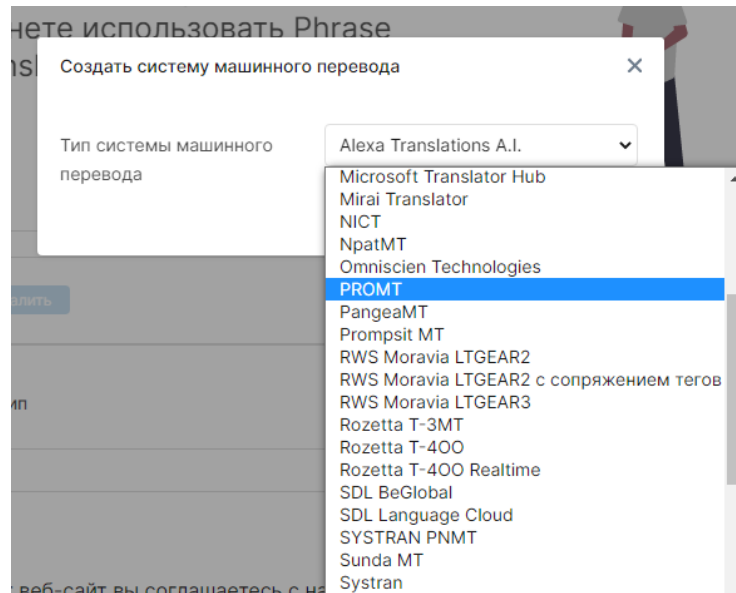 нете использовать Phrase
Создать систему машинного перевода
Тип системы машинного
перевода
Alexa Translations A.I.
Microsoft Translator Hub
Mirai Translator
NICT
NpatMT
Omniscien Technologies
PROMT
PangeaMT
Prompsit MT
RWS Moravia LTGEAR2
RWS Moravia LTGEAR2 с сопряжением тегов
RWS Moravia LTGEAR3
Rozetta T-3MT
Rozetta T-4OO
Rozetta T-4OO Realtime
SDL BeGlobal
SDL Language Cloud
SYSTRAN PNMT
Sunda MT
Systran
алить
ип
веб-сайт вы соглашаетесь с на